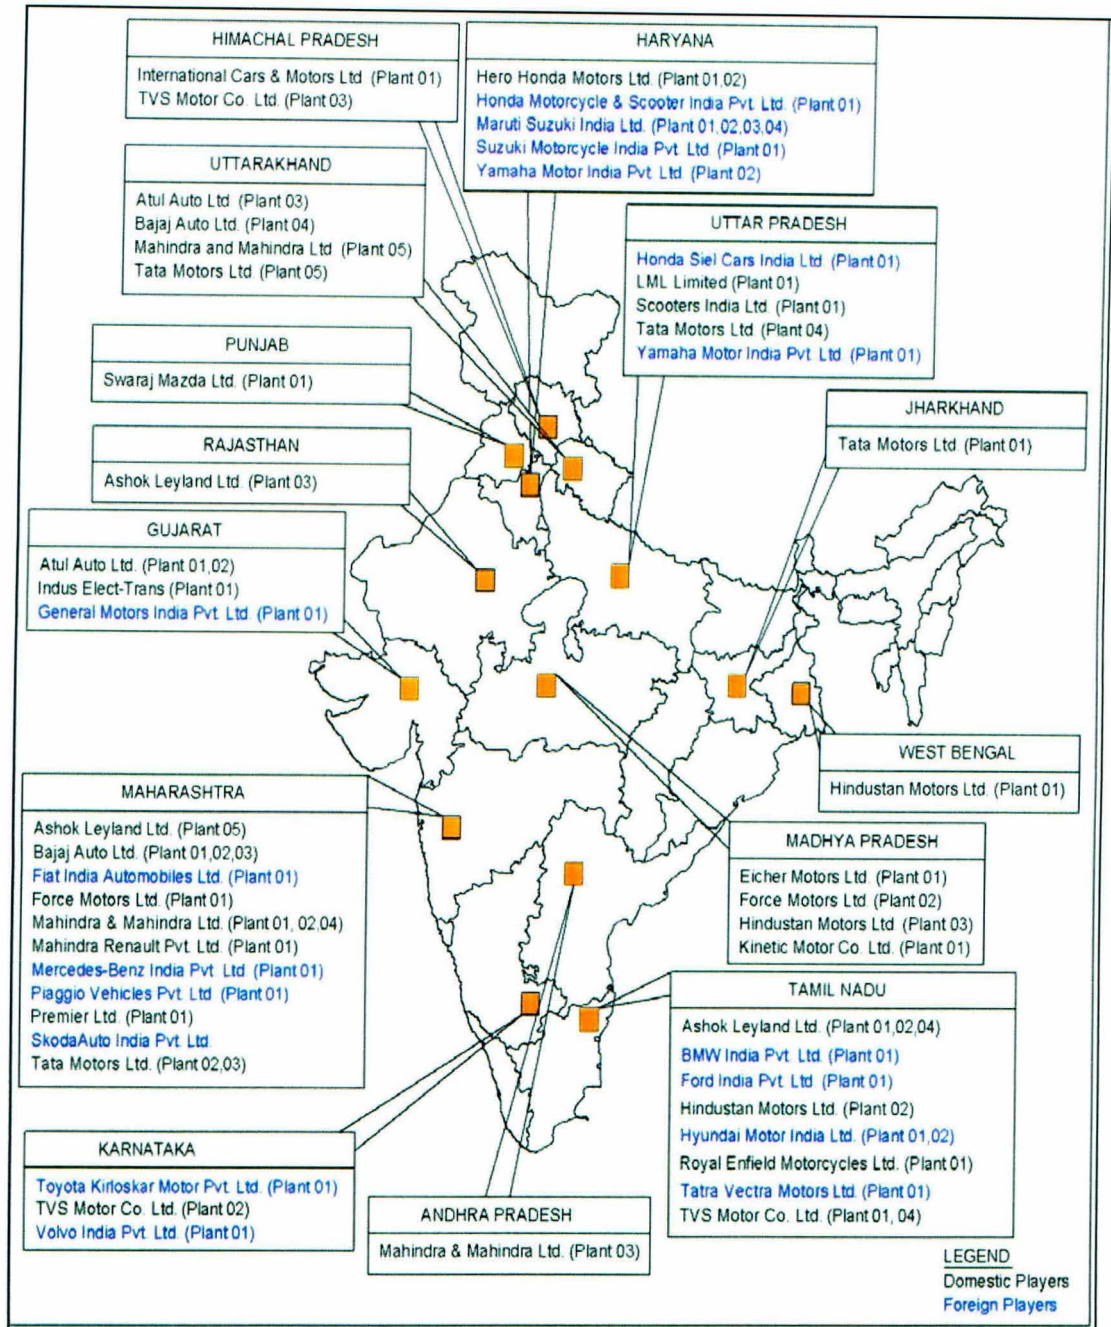 HIMACHAL PRADESH
International Cars & Motors Ltd (Plant 01)
TVS Motor Co. Ltd. (Plant 03)
HARYANA
Hero Honda Motors Ltd. (Plant 01,02)
Honda Motorcycle & Scooter India Pvt. Ltd. (Plant 01)
Maruti Suzuki India Ltd. (Plant 01,02,03,04)
Suzuki Motorcycle India Pvt. Ltd. (Plant 01)
Yamaha Motor India Pvt. Ltd (Plant 02)
UTTARAKHAND
Atul Auto Ltd (Plant 03)
Bajaj Auto Ltd. (Plant 04)
Mahindra and Mahindra Ltd (Plant 05)
Tata Motors Ltd (Plant 05)
UTTAR PRADESH
Honda Siel Cars India Ltd (Plant 01)
LML Limited (Plant 01)
Scooters India Ltd (Plant 01)
Tata Motors Ltd (Plant 04)
Yamaha Motor India Pvt. Ltd (Plant 01)
PUNJAB
Swaraj Mazda Ltd. (Plant 01)
JHARKHAND
Tata Motors Ltd. (Plant 01)
RAJASTHAN
Ashok Leyland Ltd. (Plant 03)
GUJARAT
Atul Auto Ltd. (Plant 01,02)
Indus Elect-Trans (Plant 01)
General Motors India Pvt. Ltd (Plant 01)
WEST BENGAL
Hindustan Motors Ltd. (Plant 01)
MAHARASHTRA
Ashok Leyland Ltd. (Plant 05)
Bajaj Auto Ltd. (Plant 01,02,03)
Fiat India Automobiles Ltd. (Plant 01)
Force Motors Ltd. (Plant 01)
Mahindra & Mahindra Ltd. (Plant 01, 02,04)
Mahindra Renault Pvt. Ltd. (Plant 01)
Mercedes-Benz India Pvt. Ltd (Plant 01)
Piaggio Vehicles Pvt. Ltd (Plant 01)
Premier Ltd. (Plant 01)
SkodaAuto India Pvt. Ltd.
Tata Motors Ltd. (Plant 02,03)
MADHYA PRADESH
Eicher Motors Ltd. (Plant 01)
Force Motors Ltd. (Plant 02)
Hindustan Motors Ltd (Plant 03)
Kinetic Motor Co. Ltd. (Plant 01)
TAMIL NADU
Ashok Leyland Ltd. (Plant 01,02,04)
BMW India Pvt. Ltd. (Plant 01)
Ford India Pvt. Ltd (Plant 01)
Hindustan Motors Ltd. (Plant 02)
Hyundai Motor India Ltd. (Plant 01,02)
Royal Enfield Motorcycles Ltd. (Plant 01)
Tatra Vectra Motors Ltd. (Plant 01)
TVS Motor Co. Ltd. (Plant 01, 04)
KARNATAKA
Toyota Kirloskar Motor Pvt. Ltd. (Plant 01)
TVS Motor Co. Ltd. (Plant 02)
Volvo India Pvt. Ltd. (Plant 01)
ANDHRA PRADESH
Mahindra & Mahindra Ltd. (Plant 03)
LEGEND
Domestic Players
Foreign Players